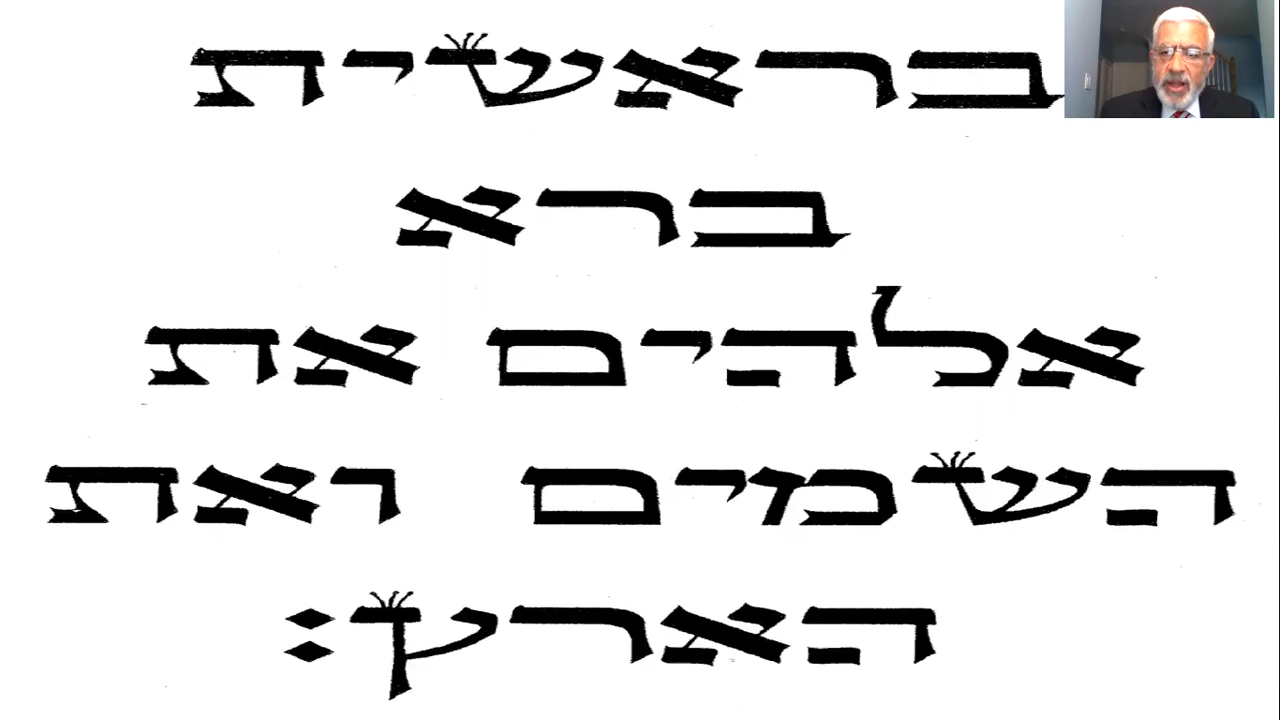 בראשית
ברא
אלהים את
השמים ואת
הארץ: